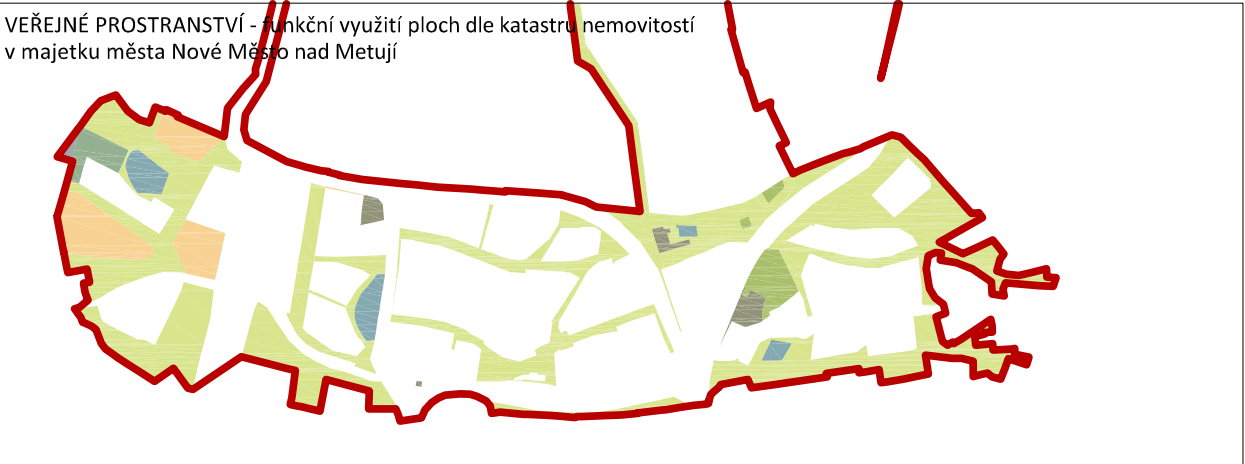 VEŘEJNÉ PROSTRANSTVÍ - funkční využití ploch dle katastru nemovitostí
v majetku města Nové Město nad Metují